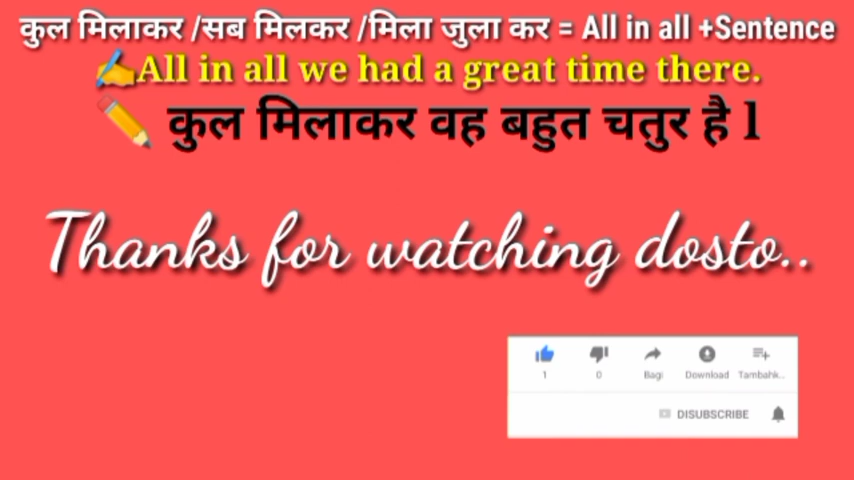 कुल मिलाकर /सब मिलकर /मिला जुला कर = All in all +Sentence
All in all we had a great time there.
कुल मिलाकर वह बहुत चतुर है l
Thanks for watching dosto..
1 0 Bagi Download Tambahk..
DISUBSCRIBE